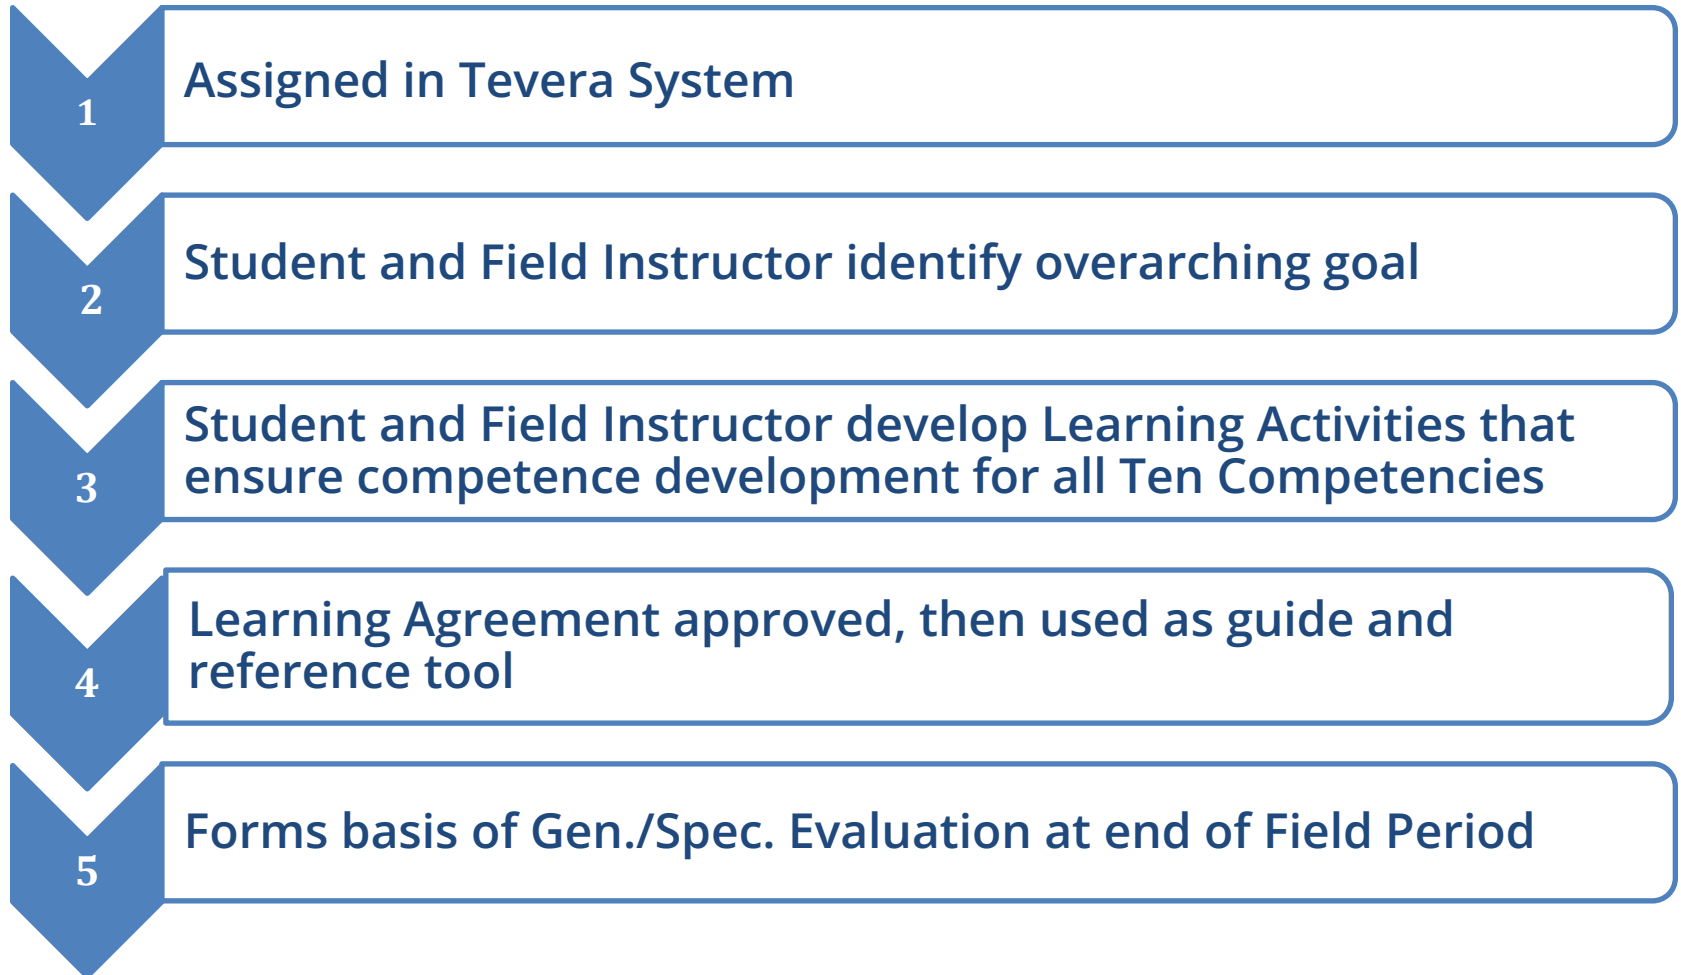 1
Assigned in Tevera System
2
Student and Field Instructor identify overarching goal
3
Student and Field Instructor develop Learning Activities that
ensure competence development for all Ten Competencies
4
Learning Agreement approved, then used as guide and
reference tool
5
Forms basis of Gen./Spec. Evaluation at end of Field Period